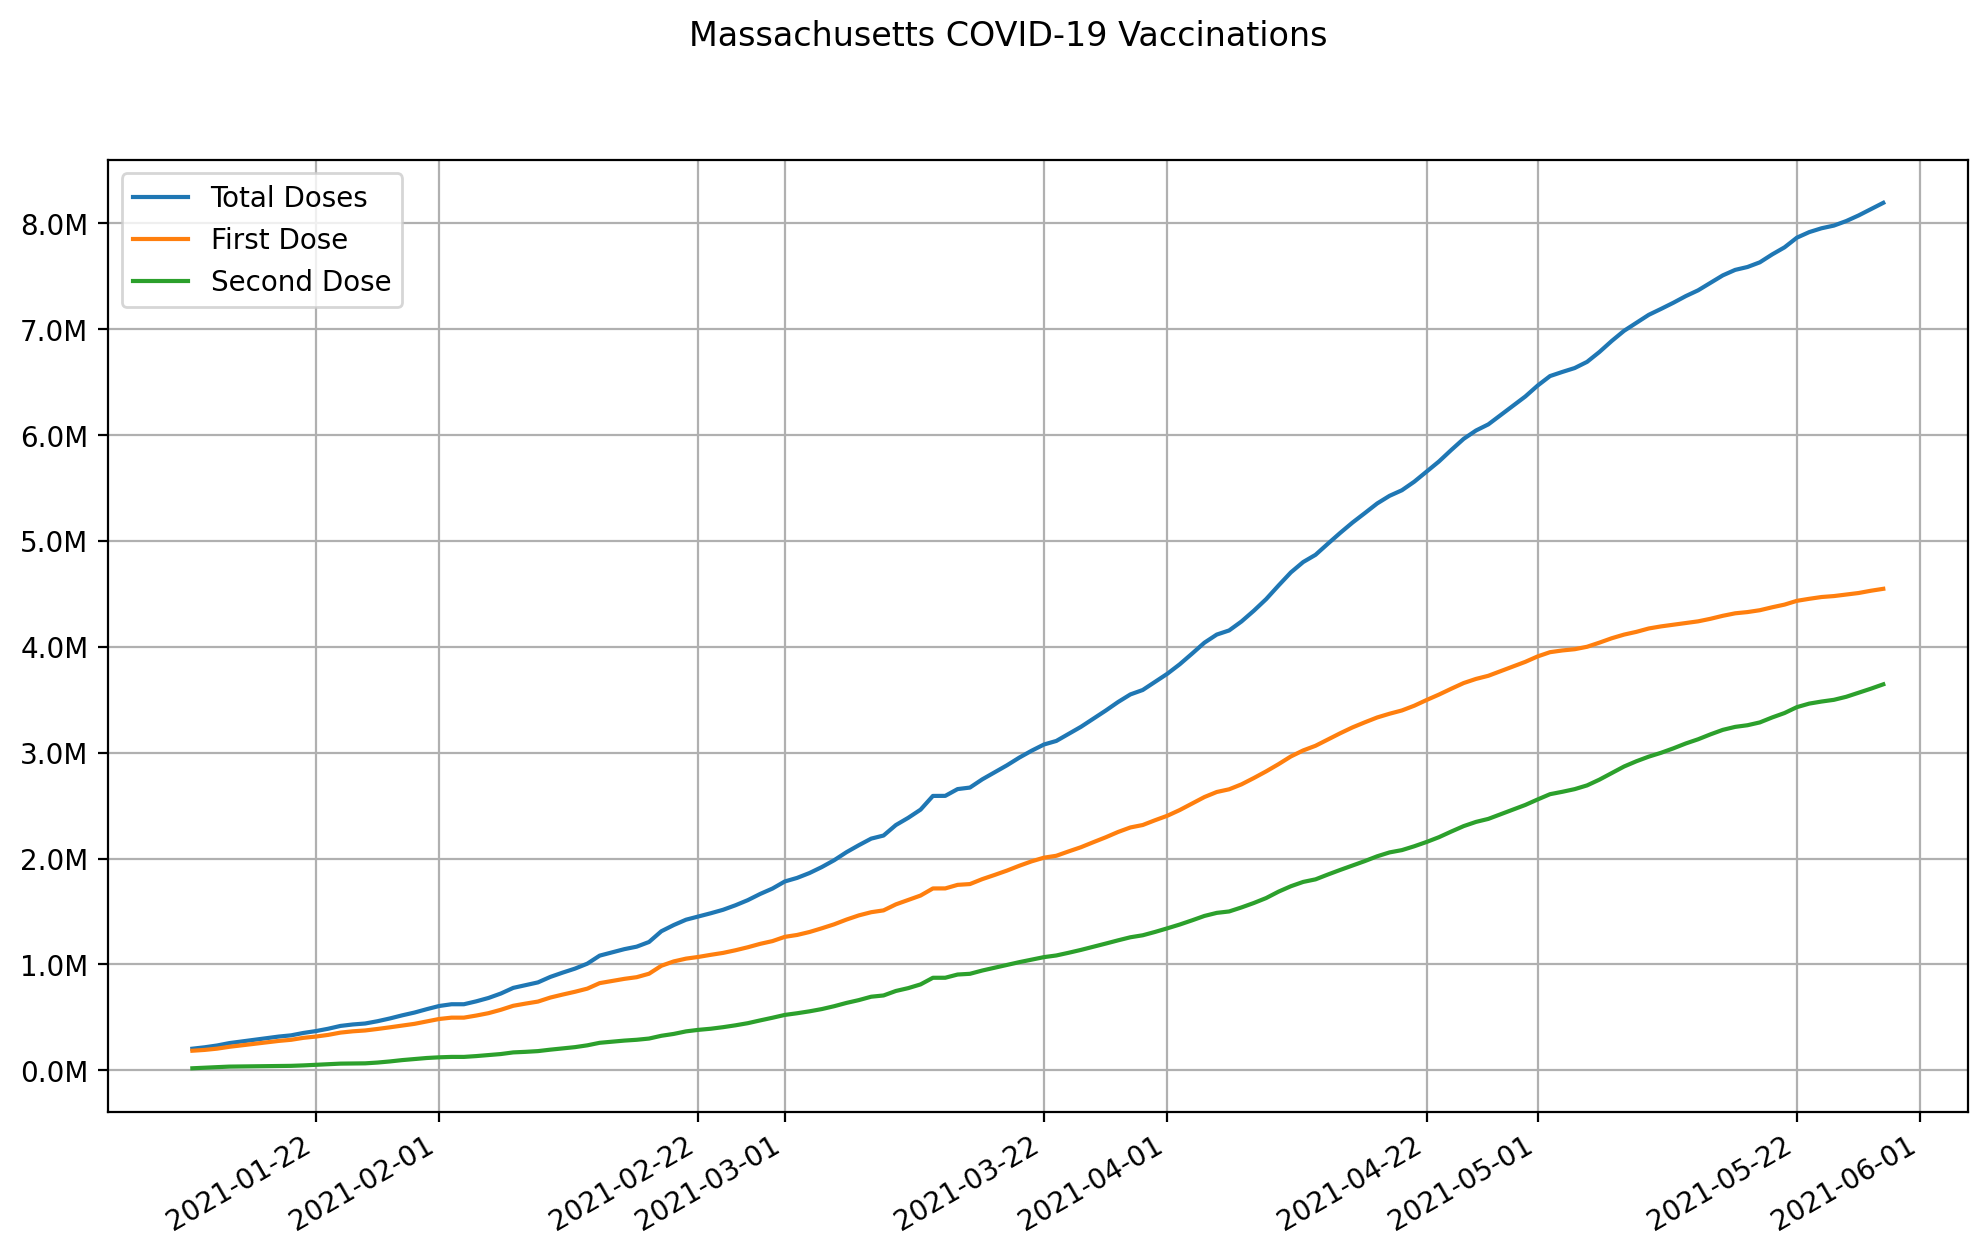 Massachusetts COVID-19 Vaccinations
Total Doses
First Dose
Second Dose
8.0M
7.0M
6.0M
5.0M
4.0M
3.0M
2.0M
1.0M
0.0M
2021-01-22
2021-02-01
2021-02-22
2021-03-01
2021-03-22
2021-04-01
2021-04-22
2021-05-01
2021-05-22
2021-06-01